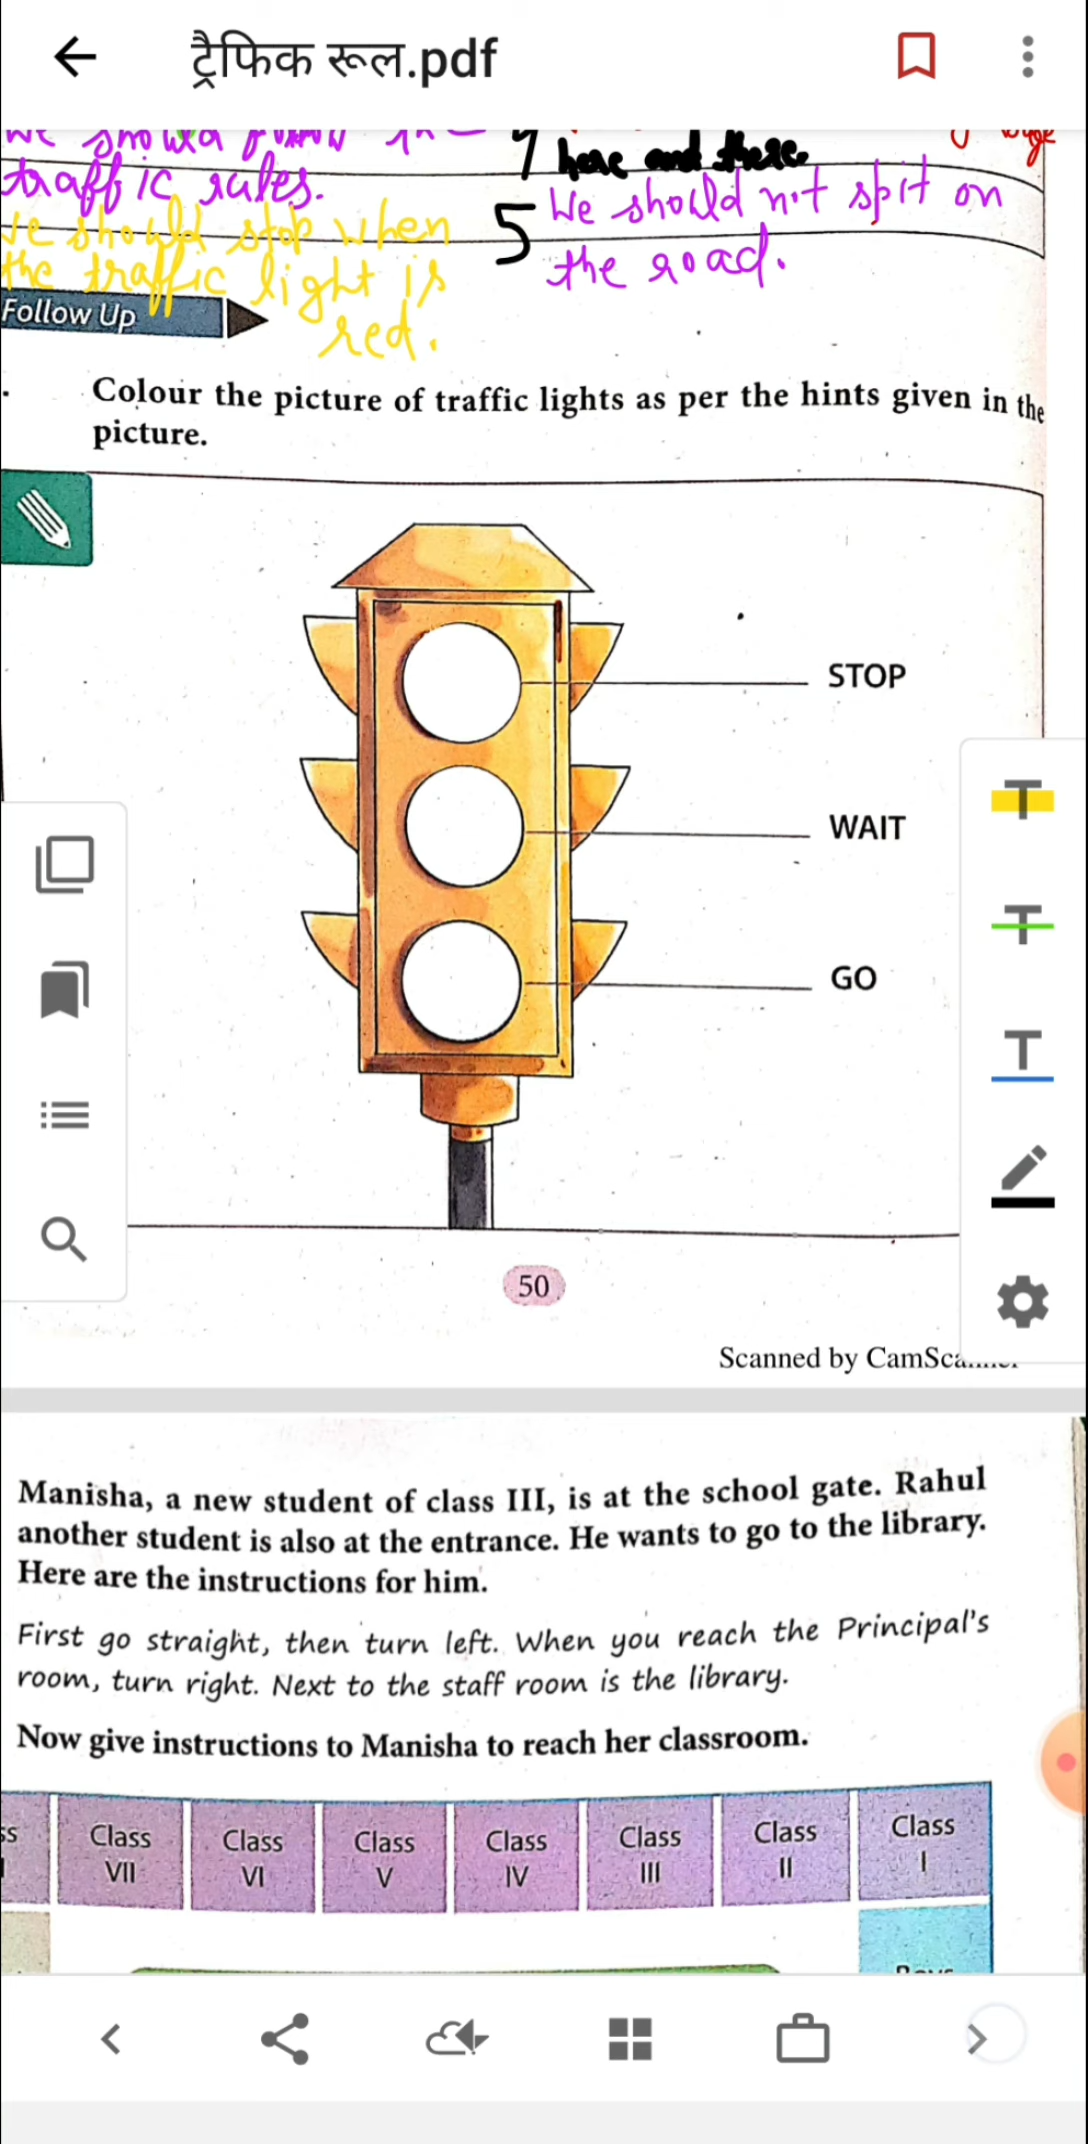 ट्रैफिक रूल.pdf
traffic rules.
here and there.
5 We should not spit on
the road.
We should stop when
the traffic light is
red.
Follow Up
Colour the picture of traffic lights as per the hints given in the
picture.
STOP
WAIT
GO
50
Scanned by
Manisha, a new student of class III, is at the school gate. Rahul
another student is also at the entrance. He wants to go to the library.
Here are the instructions for him.
First go straight, then turn left. When you reach the Principal's
room, turn right. Next to the staff room is the library.
Now give instructions to Manisha to reach her classroom.
Class VII
Class VI
Class V
Class IV
Class III
Class II
Class I